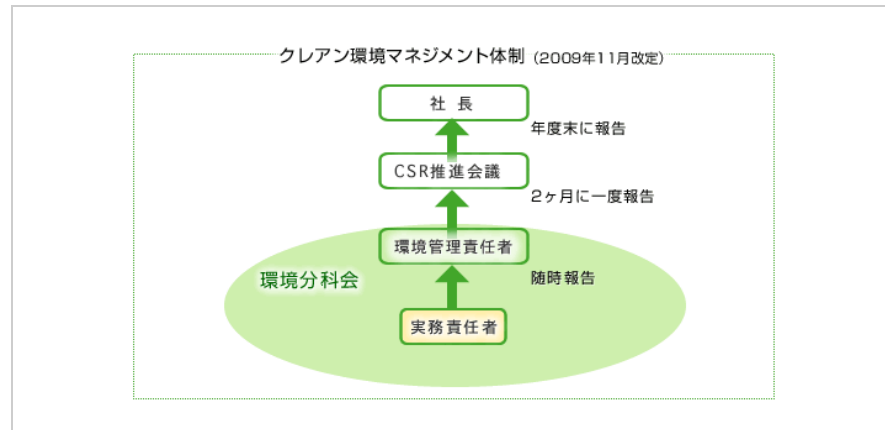 クレアン環境マネジメント体制（2009年11月改定）
社 長
年度末に報告
CSR推進会議
2ヶ月に一度報告
環境管理責任者
環境分科会
随時報告
実務責任者